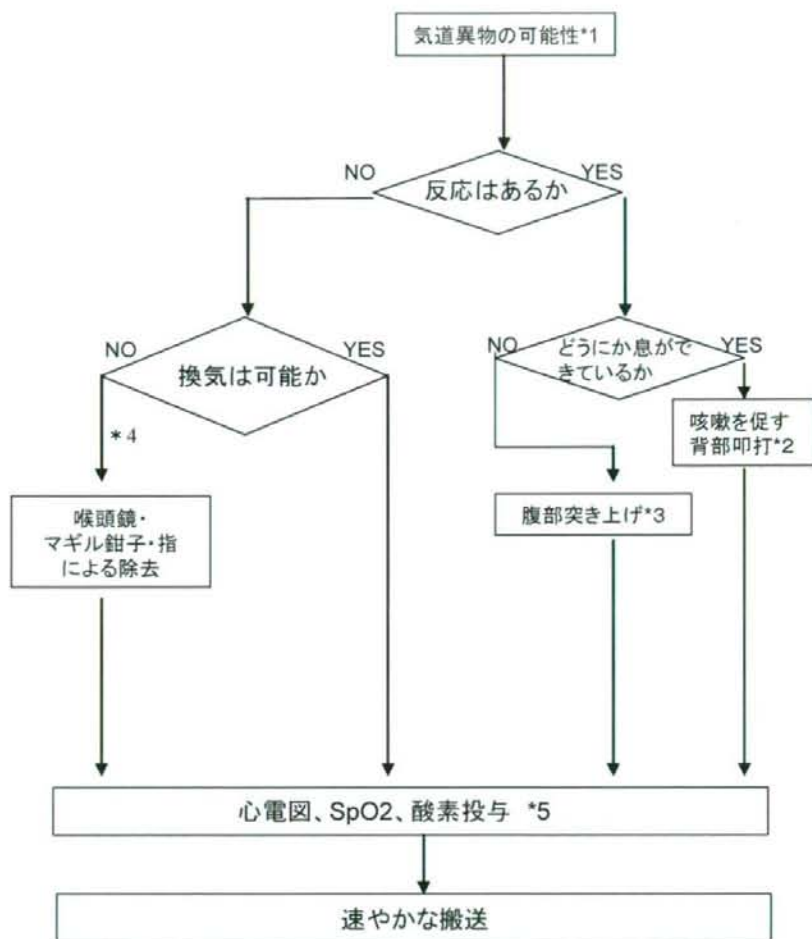 気道異物の可能性*1
NO
YES
反応はあるか
NO
YES
換気は可能か
NO
YES
どうにか息がで
きているか
*4
咳嗽を促す
背部叩打*2
喉頭鏡・
マギル鉗子・指
による除去
腹部突き上げ*3
心電図、SpO2、酸素投与 *5
速やかな搬送